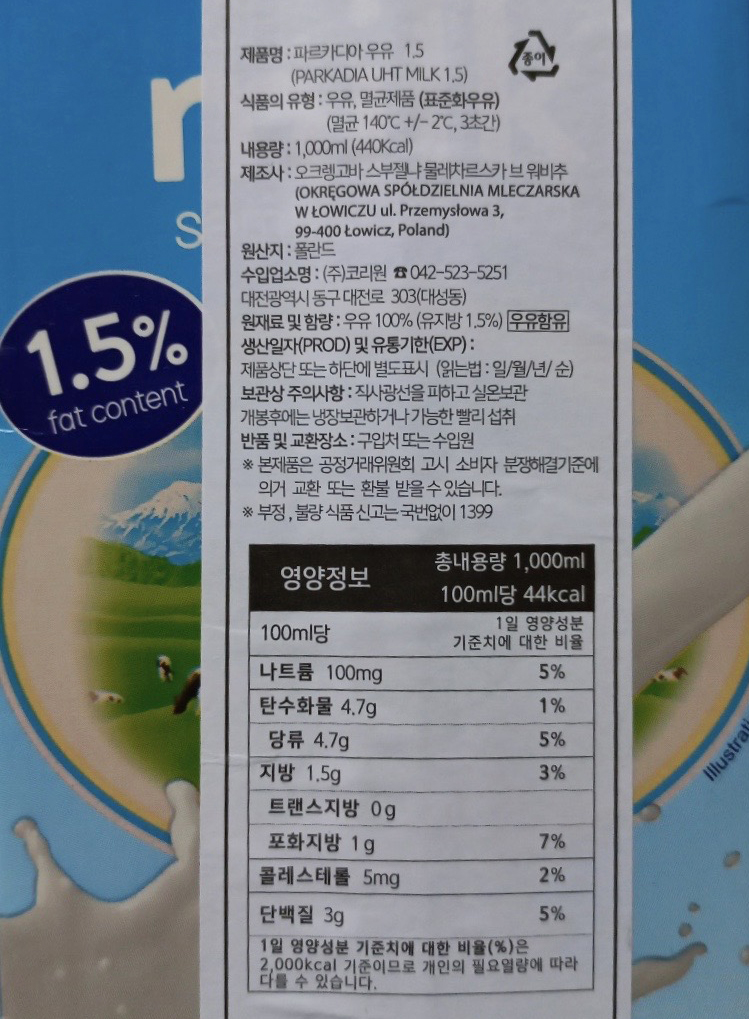 1.5%
fat content
종이
제품명 : 파르카디아 우유 1.5
(PARKADIA UHT MILK 1.5)
식품의 유형 : 우유, 멸균제품 (표준화우유)
(멸균 140℃ +/- 2℃, 3초간)
내용량 : 1,000ml (440Kcal)
제조사 : 오크렝고바 스부젤냐 물레차르스카 브 워비추
(OKRĘGOWA SPÓŁDZIELNIA MLECZARSKA
W ŁOWICZU ul. Przemysłowa 3,
99-400 Łowicz, Poland)
원산지 : 폴란드
수입업소명 : (주)코리원 ☎ 042-523-5251
대전광역시 동구 대전로 303(대성동)
원재료 및 함량 : 우유 100% (유지방 1.5%) 우유함유
생산일자(PROD) 및 유통기한(EXP) :
제품상단 또는 하단에 별도표시 (읽는법 : 일/월/년/ 순)
보관상 주의사항 : 직사광선을 피하고 실온보관
개봉후에는 냉장보관하거나 가능한 빨리 섭취
반품 및 교환장소 : 구입처 또는 수입원
※ 본제품은 공정거래위원회 고시 소비자 분쟁해결기준에
의거 교환 또는 환불 받을 수 있습니다.
※ 부정, 불량 식품 신고는 국번없이 1399
영양정보 총내용량 1,000ml
100ml당 44kcal
100ml당 1일 영양성분
기준치에 대한 비율
나트륨 100mg 5%
탄수화물 4.7g 1%
당류 4.7g 5%
지방 1.5g 3%
트랜스지방 0g
포화지방 1g 7%
콜레스테롤 5mg 2%
단백질 3g 5%
1일 영양성분 기준치에 대한 비율(%)은
2,000kcal 기준이므로 개인의 필요열량에 따라
다를 수 있습니다.